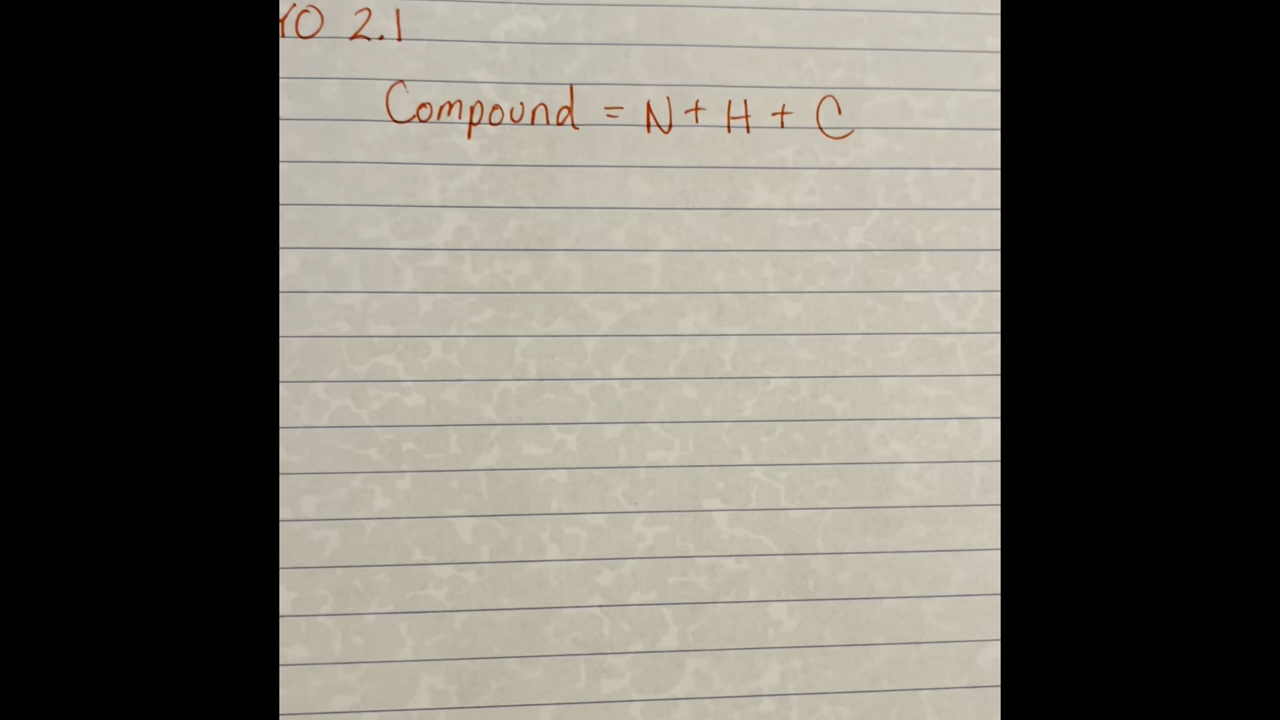 YO 2.1
Compound = N + H + C